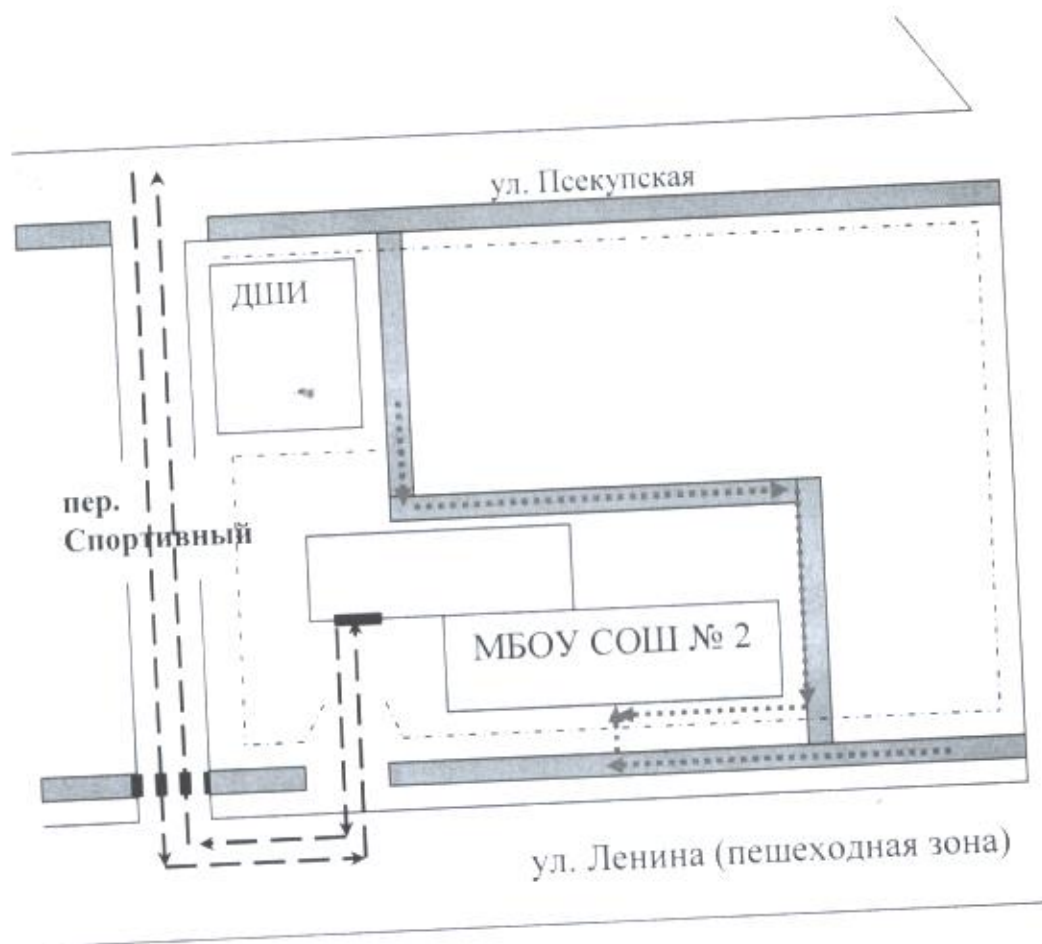 ул. Псекупская
ДШИ
пер.
Спортивный
МБОУ СОШ № 2
ул. Ленина (пешеходная зона)